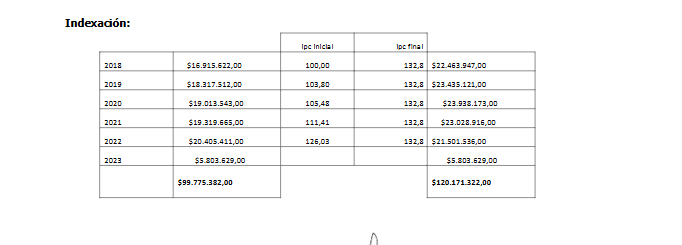 Indexación:
Ipc Inicial Ipc final
2018 $16.915.622,00 100,00 132,8 $22.463.947,00
2019 $18.317.512,00 103,80 132,8 $23.435.121,00
2020 $19.013.543,00 105,48 132,8 $23.938.173,00
2021 $19.319.665,00 111,41 132,8 $23.028.916,00
2022 $20.405.411,00 126,03 132,8 $21.501.536,00
2023 $5.803.629,00 $5.803.629,00
$99.775.382,00 $120.171.322,00